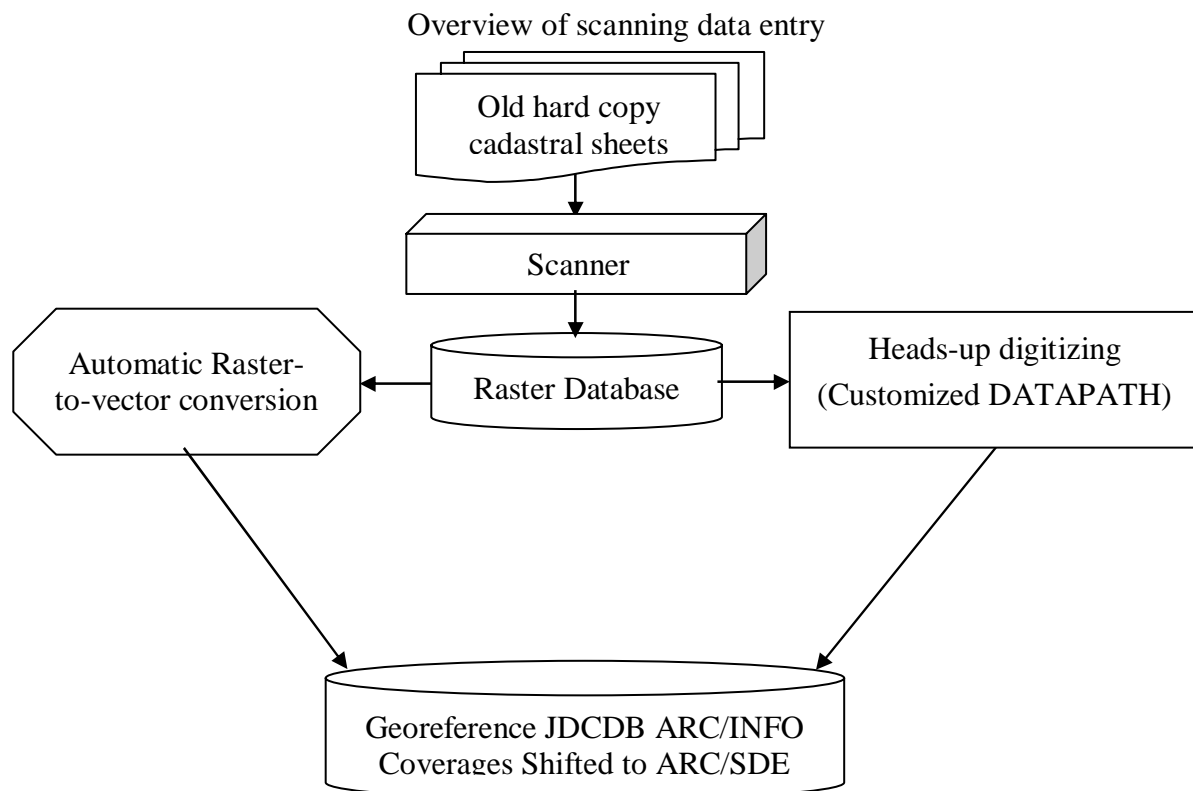 Overview of scanning data entry
Old hard copy
cadastral sheets
Scanner
Automatic Raster-
to-vector conversion
Raster Database
Heads-up digitizing
(Customized DATAPATH)
Georeference JDCDB ARC/INFO
Coverages Shifted to ARC/SDE